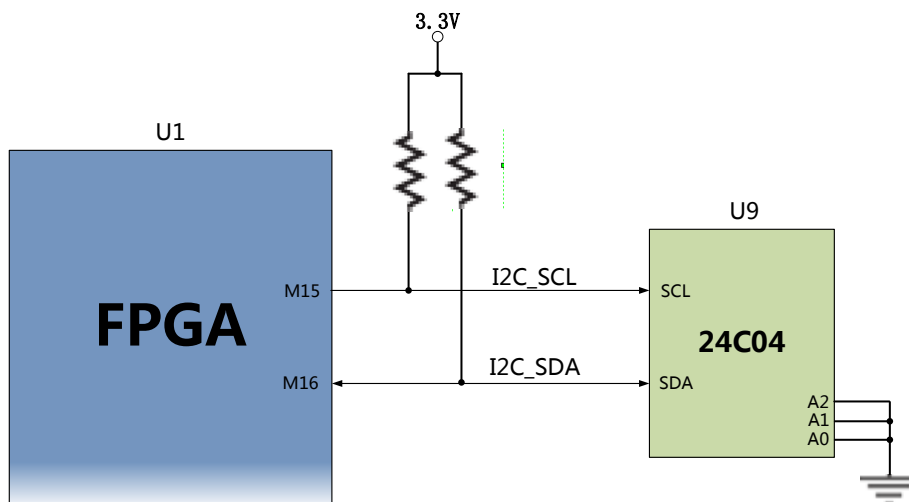 3.3V
U1
U9
M15
I2C_SCL
SCL
FPGA
24C04
M16
I2C_SDA
SDA
A2
A1
A0